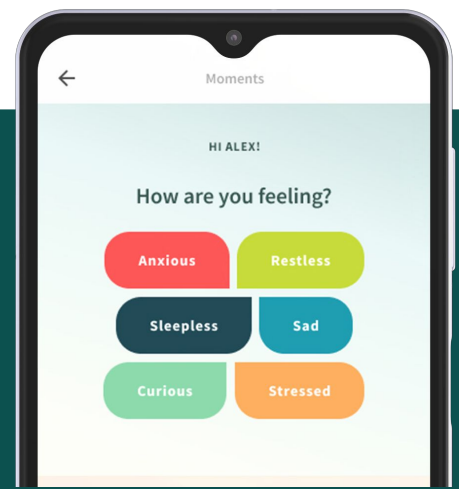 Moments
HI ALEX!
How are you feeling?
Anxious
Restless
Sleepless
Sad
Curious
Stressed